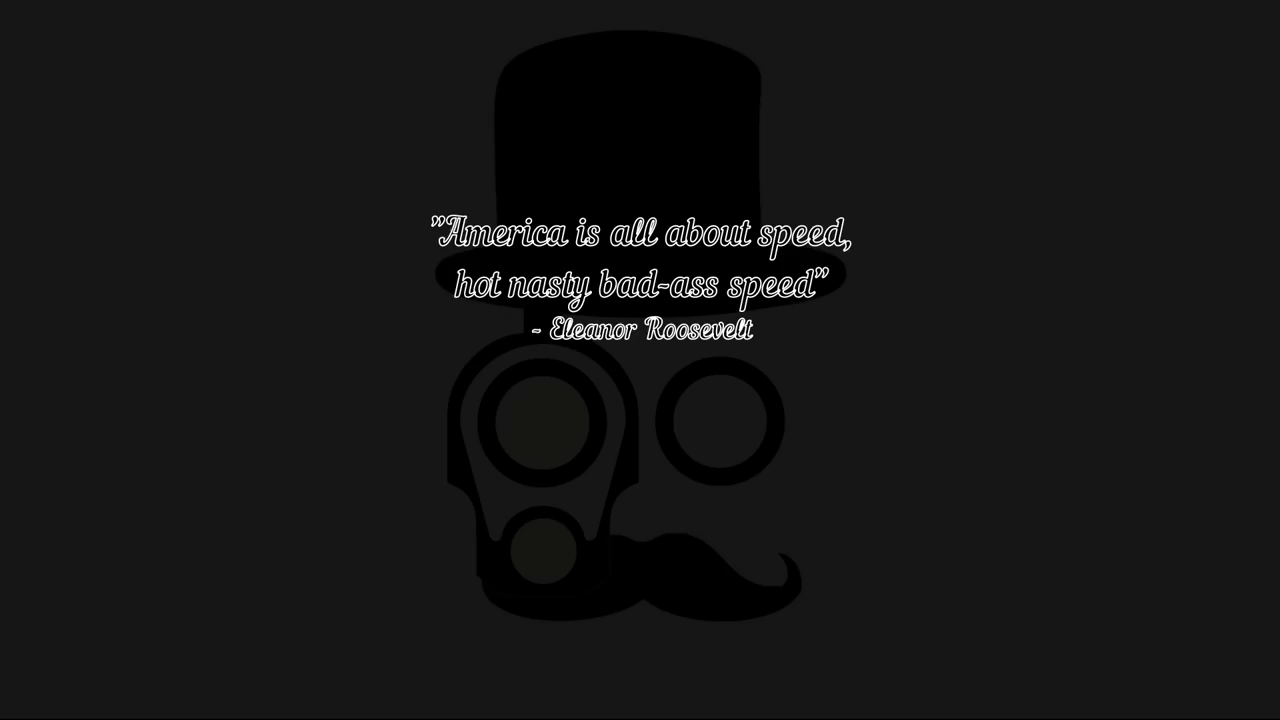 ”America is all about speed,
hot nasty bad-ass speed”
~ Eleanor Roosevelt